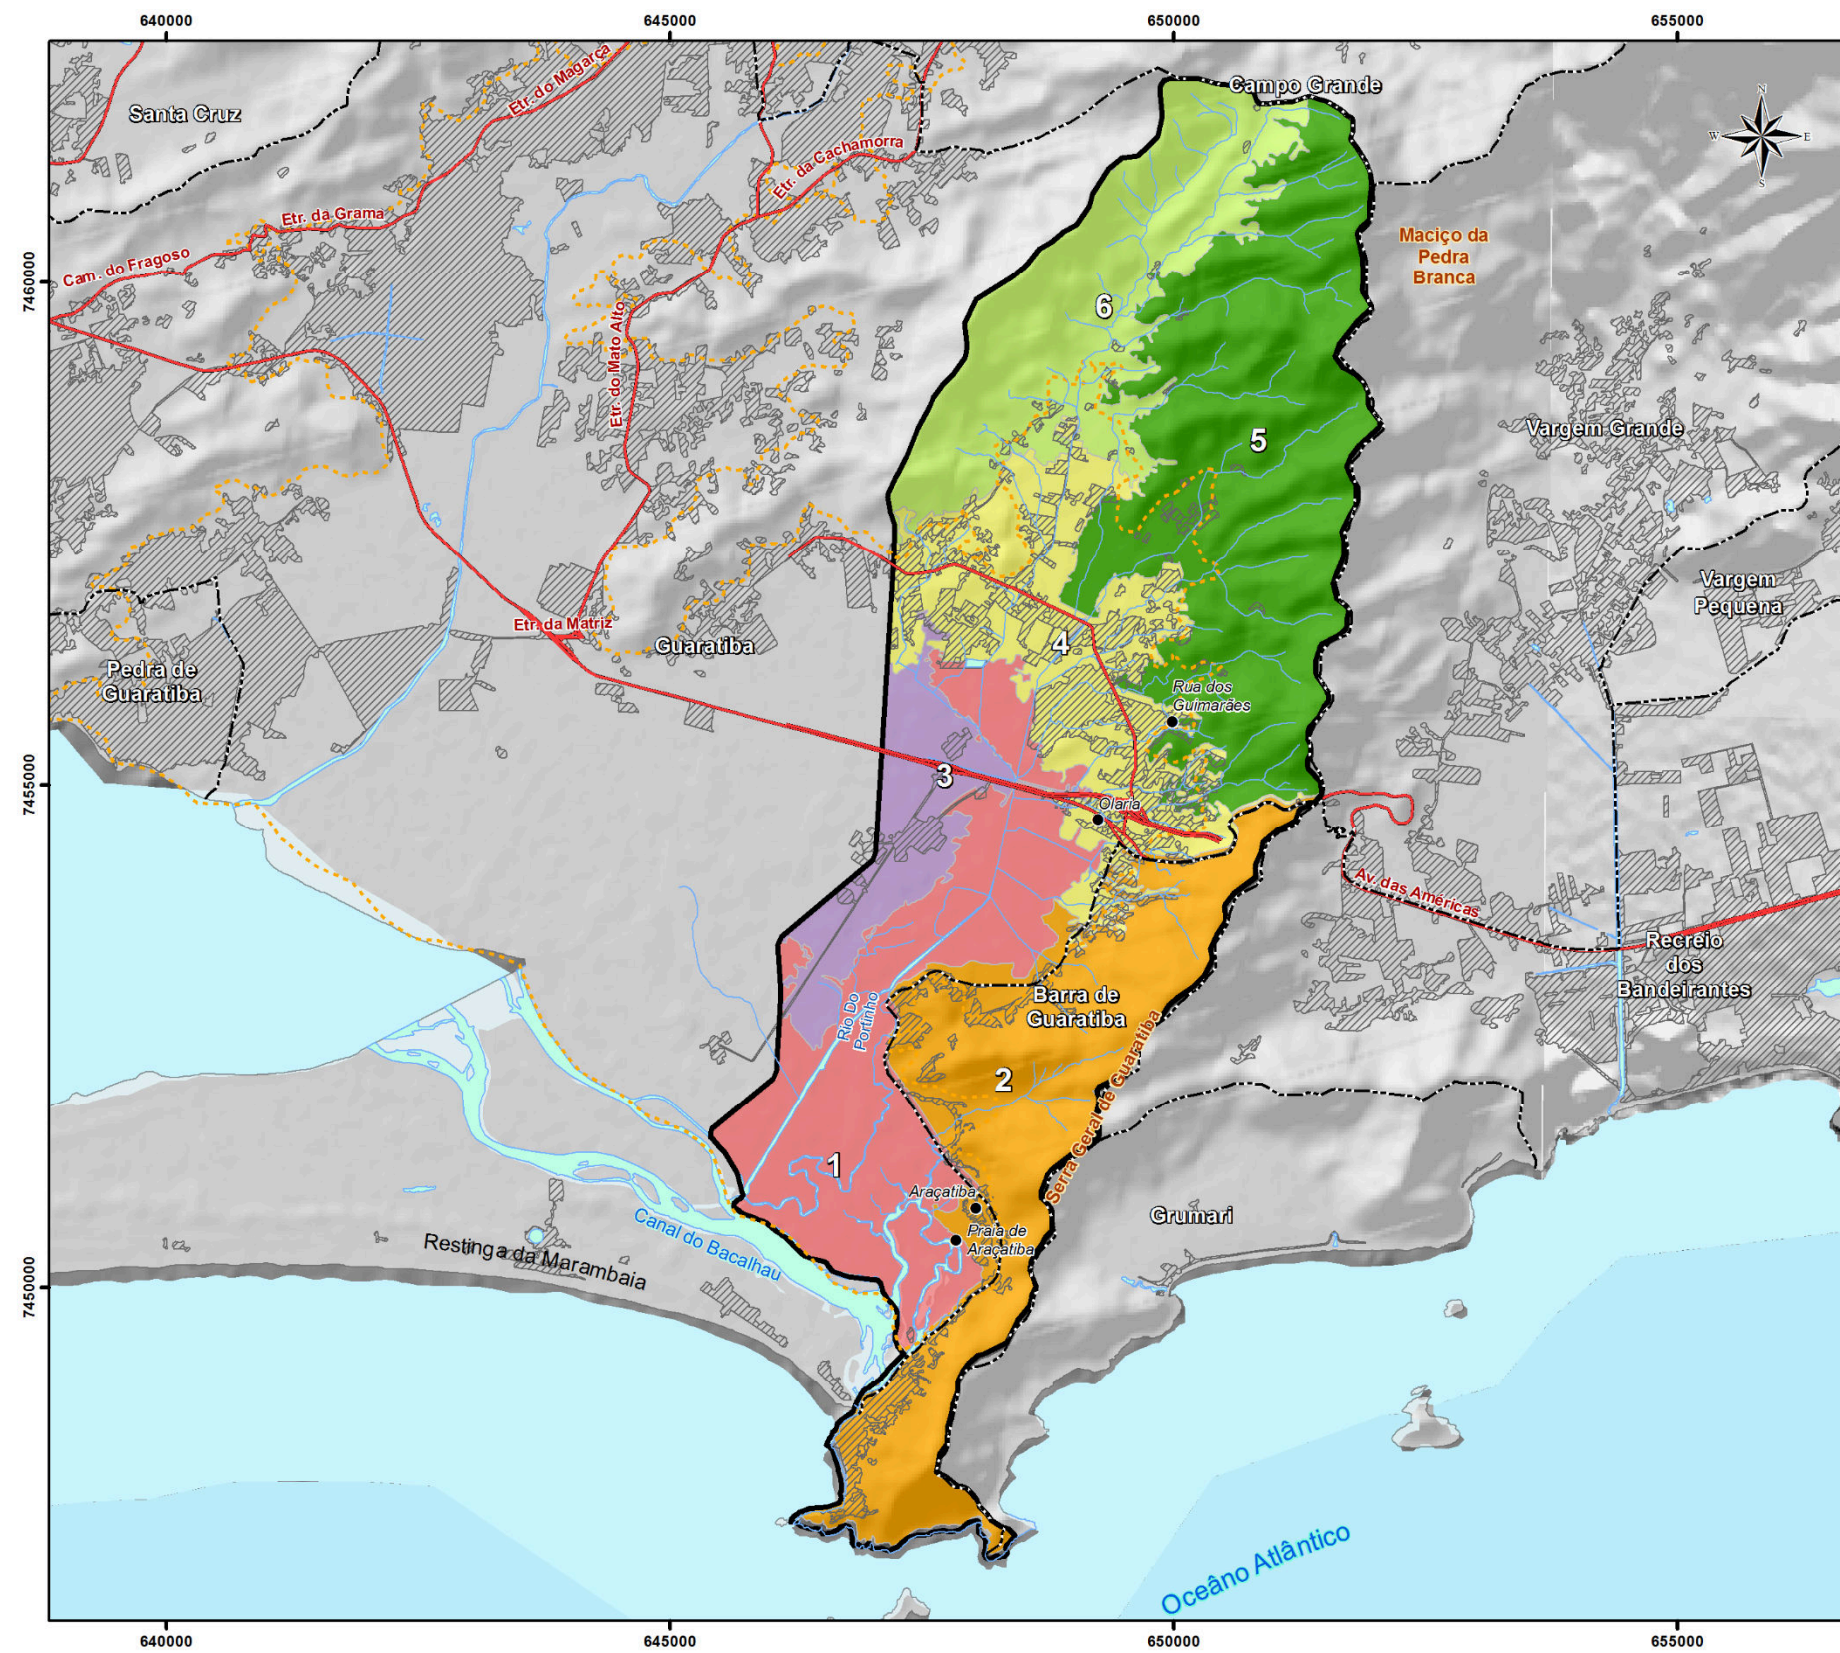 640000
645000
650000
655000
Campo Grande
Santa Cruz
Etr. do Magarça
N
W
E
S
Etr. da Cachamorra
Etr. da Grama
Cam. do Fragoso
Maciço da
Pedra
Branca
7460000
6
Etr. do Mato Alto
5
Vargem Grande
Vargem
Pequena
Etr. da Matriz
Guaratiba
4
Pedra de
Guaratiba
Rua dos
Guimarães
7455000
3
Olaria
Av. das Américas
Recreio
dos
Bandeirantes
Barra de
Guaratiba
Rio Do
Portinho
2
Serra Geral de Guaratiba
1
Araçatiba
Praia de
Araçatiba
Grumari
Canal do Bacalhau
Restinga da Marambaia
7450000
Oceâno Atlântico
640000
645000
650000
655000